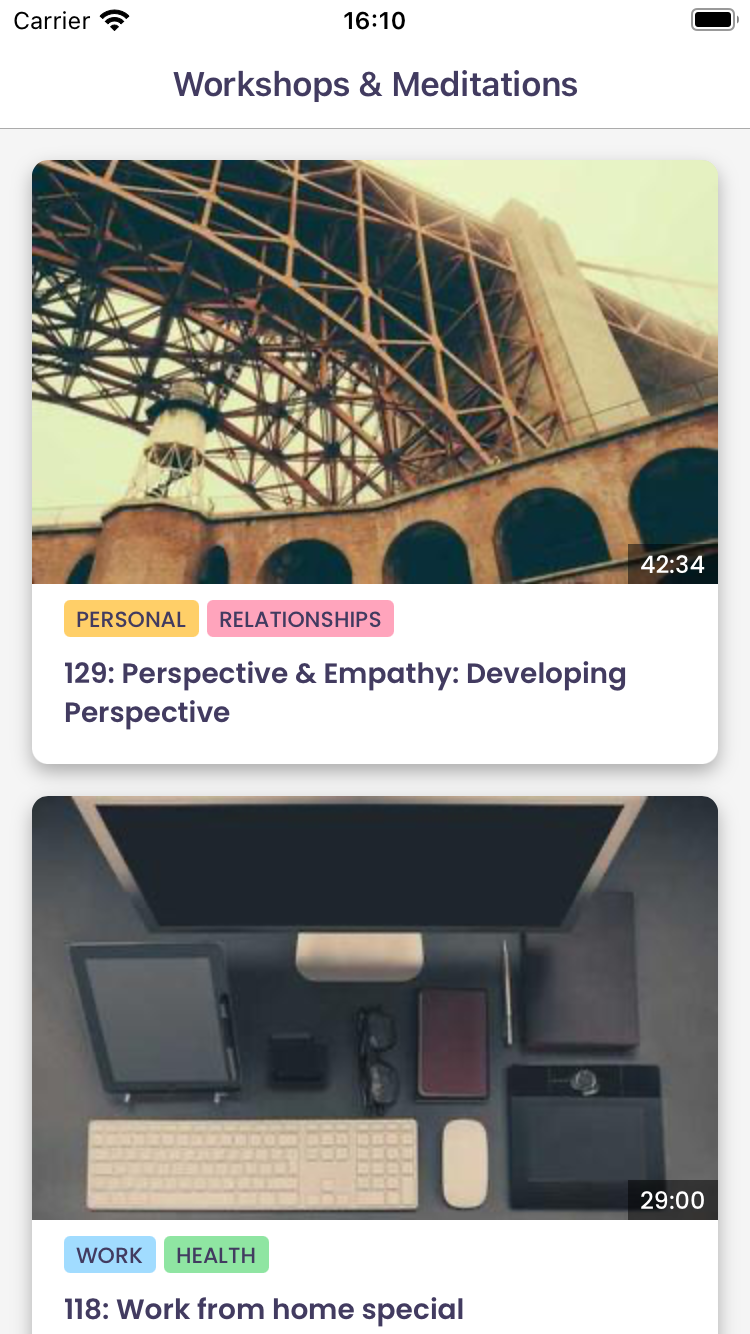 Carrier 16:10
Workshops & Meditations
42:34
PERSONAL RELATIONSHIPS
129: Perspective & Empathy: Developing
Perspective
29:00
WORK HEALTH
118: Work from home special